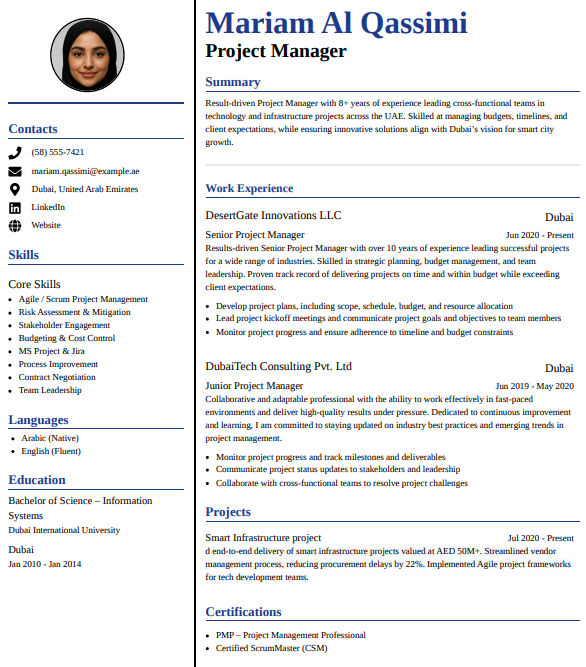 Mariam Al Qassimi
Project Manager
Contacts
(58) 555-7421
mariam.qassimi@example.ae
Dubai, United Arab Emirates
LinkedIn
Website
Skills
Core Skills
Agile / Scrum Project Management
Risk Assessment & Mitigation
Stakeholder Engagement
Budgeting & Cost Control
MS Project & Jira
Process Improvement
Contract Negotiation
Team Leadership
Languages
Arabic (Native)
English (Fluent)
Education
Bachelor of Science – Information
Systems
Dubai International University
Dubai
Jan 2010 - Jan 2014
Summary
Result-driven Project Manager with 8+ years of experience leading cross-functional teams in
technology and infrastructure projects across the UAE. Skilled at managing budgets, timelines, and
client expectations, while ensuring innovative solutions align with Dubai’s vision for smart city
growth.
Work Experience
DesertGate Innovations LLC Dubai
Senior Project Manager Jun 2020 - Present
Results-driven Senior Project Manager with over 10 years of experience leading successful projects
for a wide range of industries. Skilled in strategic planning, budget management, and team
leadership. Proven track record of delivering projects on time and within budget while exceeding
client expectations.
Develop project plans, including scope, schedule, budget, and resource allocation
Lead project kickoff meetings and communicate project goals and objectives to team members
Monitor project progress and ensure adherence to timeline and budget constraints
DubaiTech Consulting Pvt. Ltd Dubai
Junior Project Manager Jun 2019 - May 2020
Collaborative and adaptable professional with the ability to work effectively in fast-paced
environments and deliver high-quality results under pressure. Dedicated to continuous improvement
and learning, I am committed to staying updated on industry best practices and emerging trends in
project management.
Monitor project progress and track milestones and deliverables
Communicate project status updates to stakeholders and leadership
Collaborate with cross-functional teams to resolve project challenges
Projects
Smart Infrastructure project Jul 2020 - Present
d end-to-end delivery of smart infrastructure projects valued at AED 50M+. Streamlined vendor
management process, reducing procurement delays by 22%. Implemented Agile project frameworks
for tech development teams.
Certifications
PMP – Project Management Professional
Certified ScrumMaster (CSM)